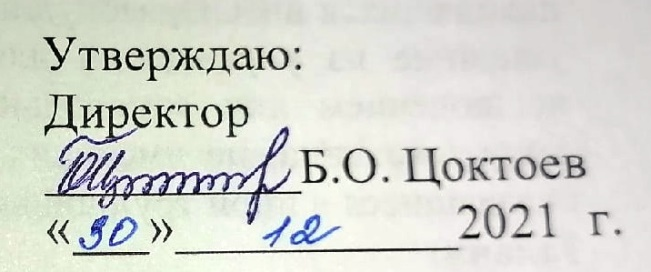 Утверждаю:
Директор
Б.О. Цоктоев
«30» 12 2021 г.